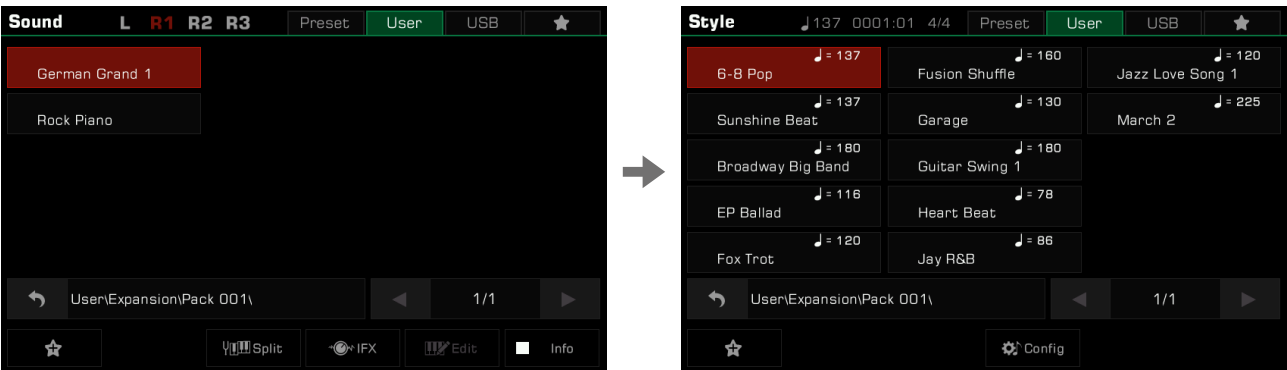 Sound L R1 R2 R3 Preset User USB
German Grand 1
Rock Piano
User\Expansion\Pack 001\ 1/1
Split IFX Edit Info
Style ♩137 0001:01 4/4 Preset User USB
♩= 137 ♩= 160 ♩= 120
6-8 Pop Fusion Shuffle Jazz Love Song 1
♩= 137 ♩= 130 ♩= 225
Sunshine Beat Garage March 2
♩= 180 ♩= 180
Broadway Big Band Guitar Swing 1
♩= 116 ♩= 78
EP Ballad Heart Beat
♩= 120 ♩= 86
Fox Trot Jay R&B
User\Expansion\Pack 001\ 1/1
Config